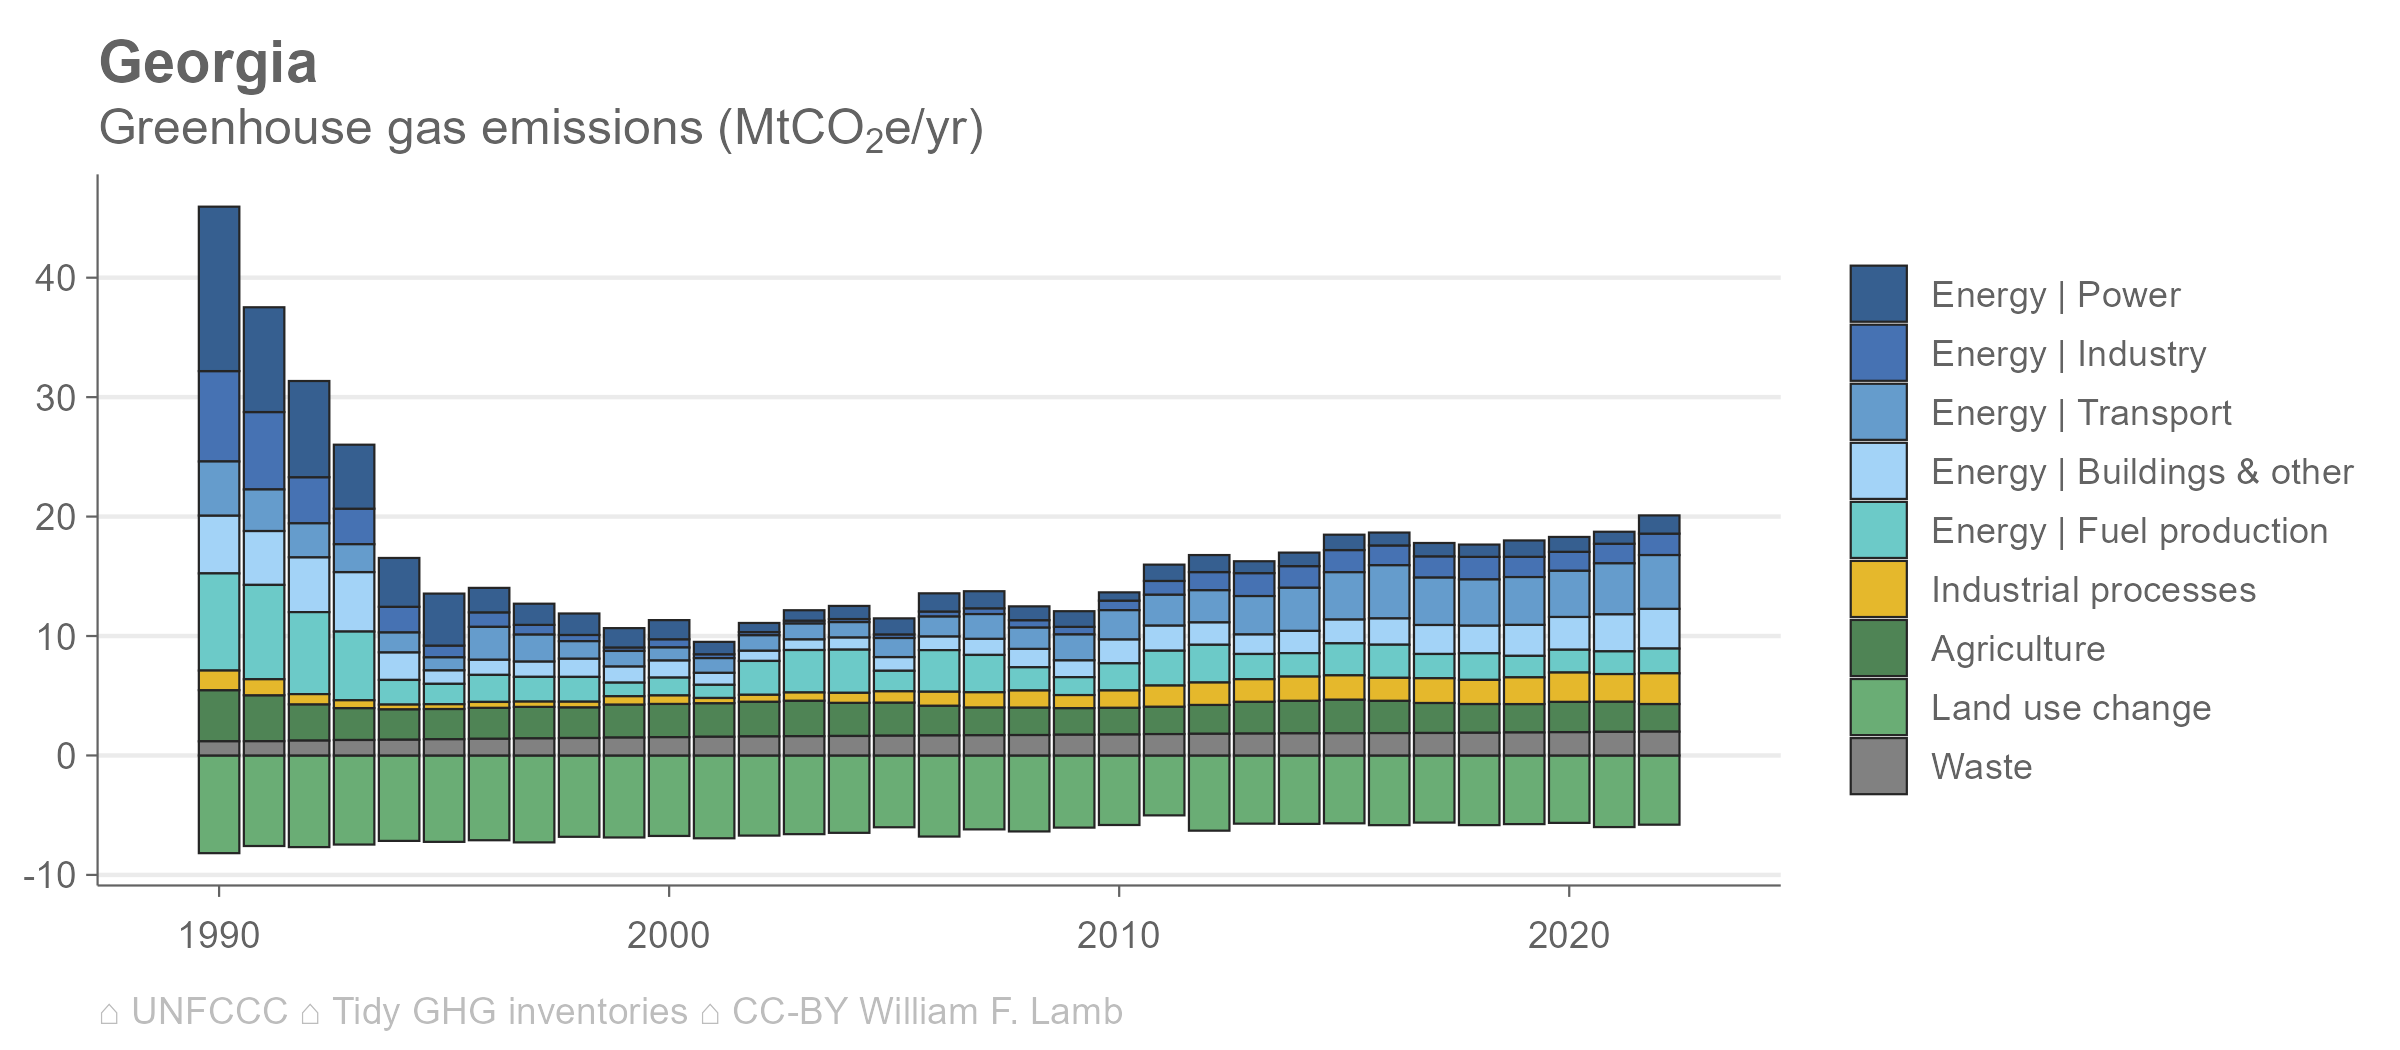 Georgia
Greenhouse gas emissions (MtCO₂e/yr)
40
30
20
10
0
-10
1990 2000 2010 2020
Energy | Power
Energy | Industry
Energy | Transport
Energy | Buildings & other
Energy | Fuel production
Industrial processes
Agriculture
Land use change
Waste
⌂ UNFCCC ⌂ Tidy GHG inventories ⌂ CC-BY William F. Lamb